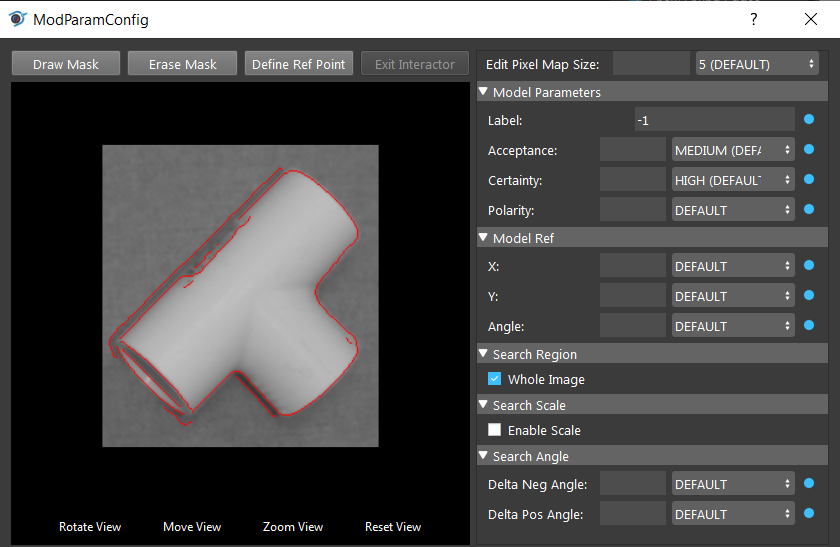 ModParamConfig
Draw Mask Erase Mask Define Ref Point Exit Interactor
Edit Pixel Map Size: 5 (DEFAULT)
Model Parameters
Label: -1
Acceptance: MEDIUM (DEFA
Certainty: HIGH (DEFAULT
Polarity: DEFAULT
Model Ref
X: DEFAULT
Y: DEFAULT
Angle: DEFAULT
Search Region
Whole Image
Search Scale
Enable Scale
Search Angle
Delta Neg Angle: DEFAULT
Delta Pos Angle: DEFAULT
Rotate View Move View Zoom View Reset View